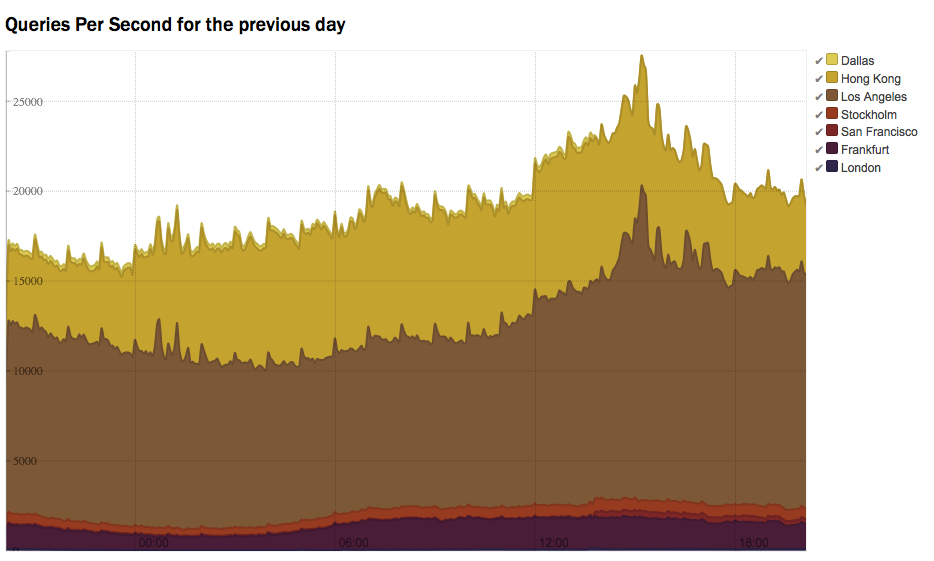 Queries Per Second for the previous day
✔ Dallas
✔ Hong Kong
✔ Los Angeles
✔ Stockholm
✔ San Francisco
✔ Frankfurt
✔ London
25000
20000
15000
10000
5000
0
00:00 06:00 12:00 18:00